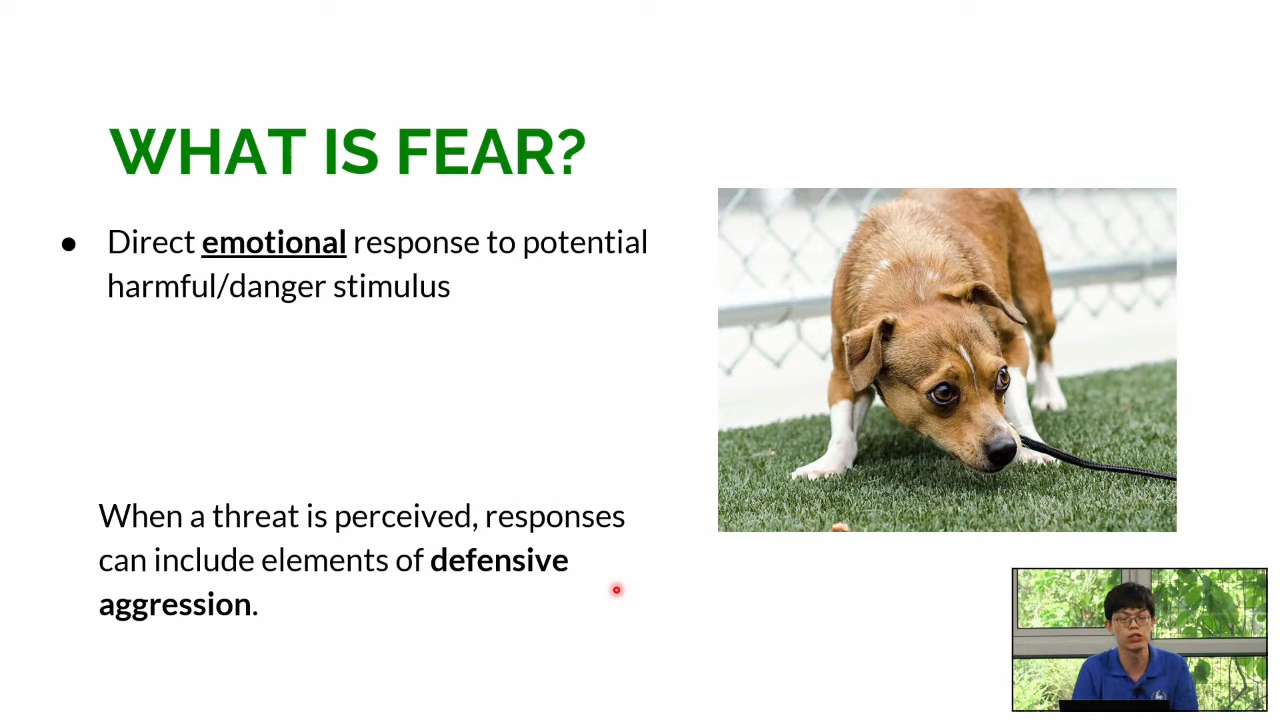 WHAT IS FEAR?
● Direct emotional response to potential
harmful/danger stimulus
When a threat is perceived, responses
can include elements of defensive
aggression.